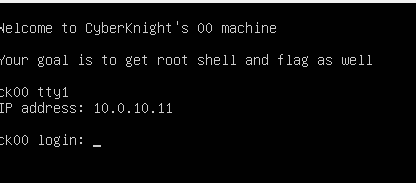 Welcome to CyberKnight's 00 machine
Your goal is to get root shell and flag as well
ck00 tty1
IP address: 10.0.10.11
ck00 login: _